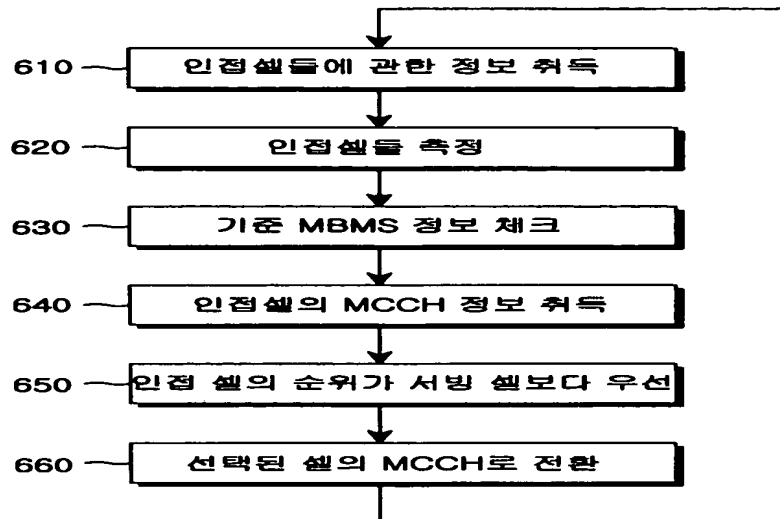 610 인접셀들에 관한 정보 취득
620 인접셀들 측정
630 기준 MBMS 정보 체크
640 인접셀의 MCCH 정보 취득
650 인접 셀의 순위가 서빙 셀보다 우선
660 선택된 셀의 MCCH로 전환